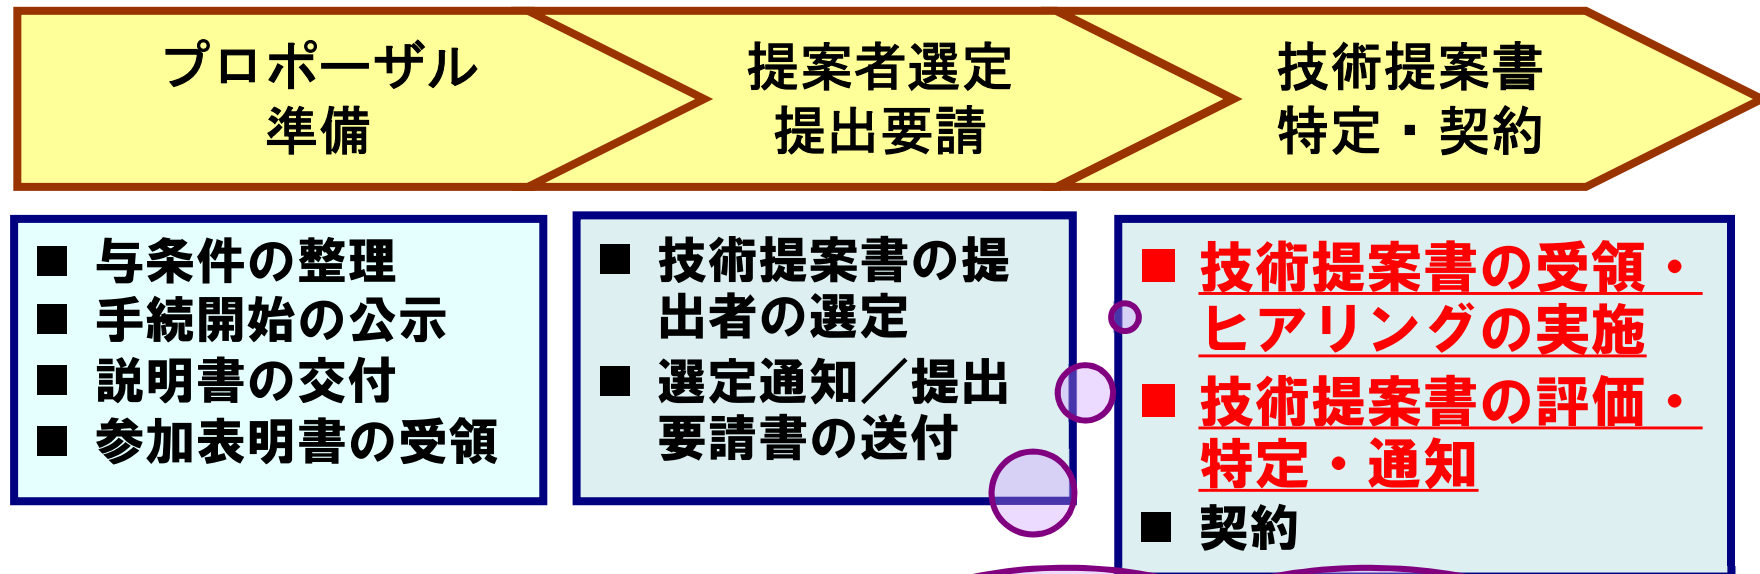 プロポーザル
準備
提案者選定
提出要請
技術提案書
特定・契約
■ 与条件の整理
■ 手続開始の公示
■ 説明書の交付
■ 参加表明書の受領
■ 技術提案書の提
出者の選定
■ 選定通知／提出
要請書の送付
■ 技術提案書の受領・
ヒアリングの実施
■ 技術提案書の評価・
特定・通知
■ 契約